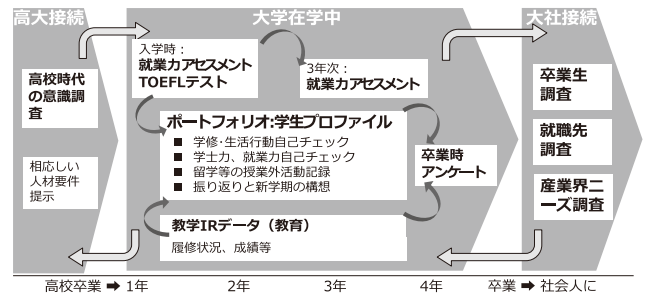 高大接続
大学在学中
大社接続
高校時代
の意識調
査
相応しい
人材要件
提示
入学時：
就業力アセスメント
TOEFLテスト
3年次：
就業力アセスメント
ポートフォリオ:学生プロファイル
■ 学修･生活行動自己チェック
■ 学士力、就業力自己チェック
■ 留学等の授業外活動記録
■ 振り返りと新学期の構想
卒業時
アンケート
教学IRデータ（教育）
履修状況、成績等
卒業生
調査
就職先
調査
産業界ニ
ーズ調査
高校卒業 ➡ 1年 2年 3年 4年 卒業 ➡ 社会人に